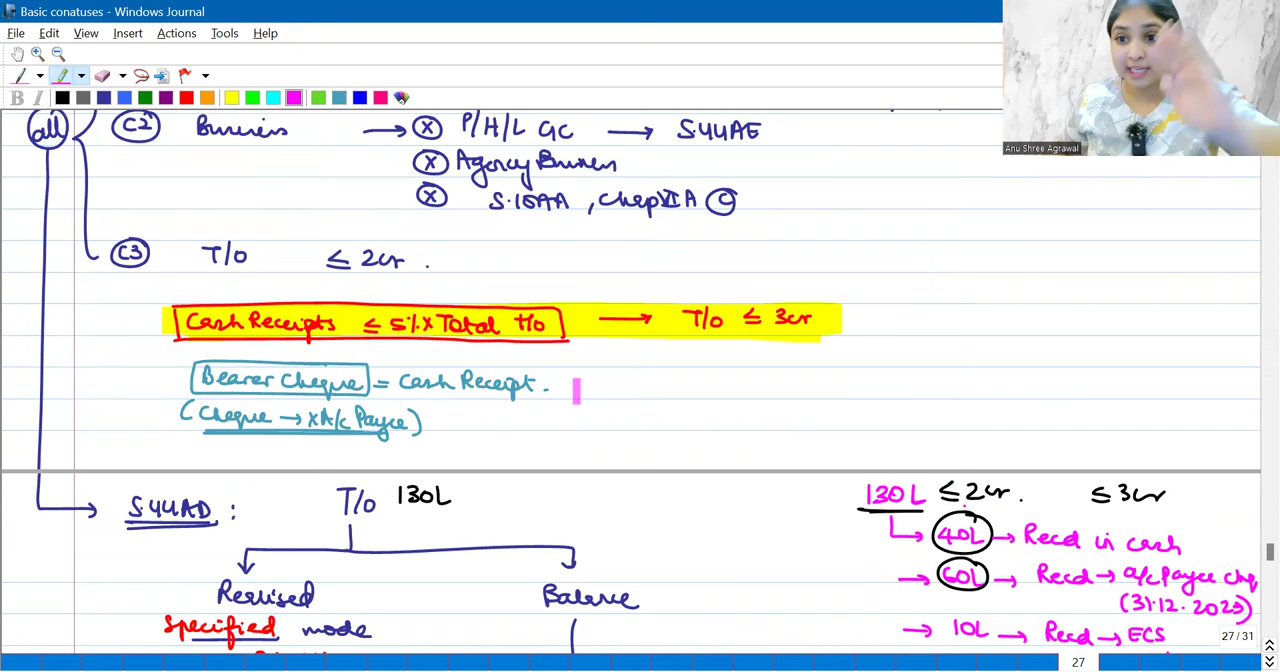 Basic conatuses - Windows Journal
File Edit View Insert Actions Tools Help
B I
Anu Shree Agrawal
all C2 Business → X P/H/L GC → S44AE
X Agency Business
X S.10AA, Chap VIA C
C3 T/O ≤ 2cr .
Cash Receipts ≤ 5% x Total T/O → T/O ≤ 3cr
Bearer Cheque = Cash Receipt.
(Cheque → x A/c Payee)
S44AD : T/O 130L
130L ≤ 2cr . ≤ 3cr
40L → Recd in cash
→ 60L → Recd → a/c Payee chq
(31.12.2025)
→ 10L → Recd → ECS
Realised Balance
Specified mode
27 / 31
27